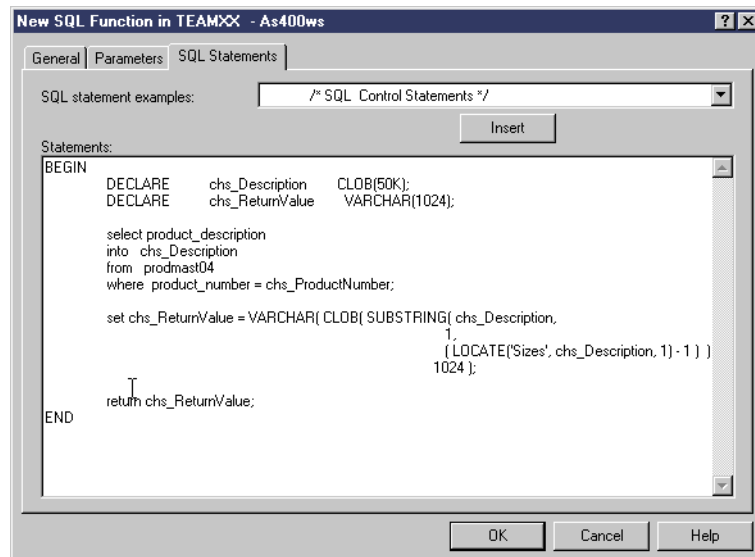 New SQL Function in TEAMXX - As400ws
General Parameters SQL Statements
SQL statement examples: /* SQL Control Statements */
Insert
Statements:
BEGIN
DECLARE chs_Description CLOB(50K);
DECLARE chs_ReturnValue VARCHAR(1024);
select product_description
into chs_Description
from prodmast04
where product_number = chs_ProductNumber;
set chs_ReturnValue = VARCHAR( CLOB( SUBSTRING( chs_Description,
1,
( LOCATE('Sizes', chs_Description, 1) - 1 ) )
1024 );
return chs_ReturnValue;
END
OK Cancel Help